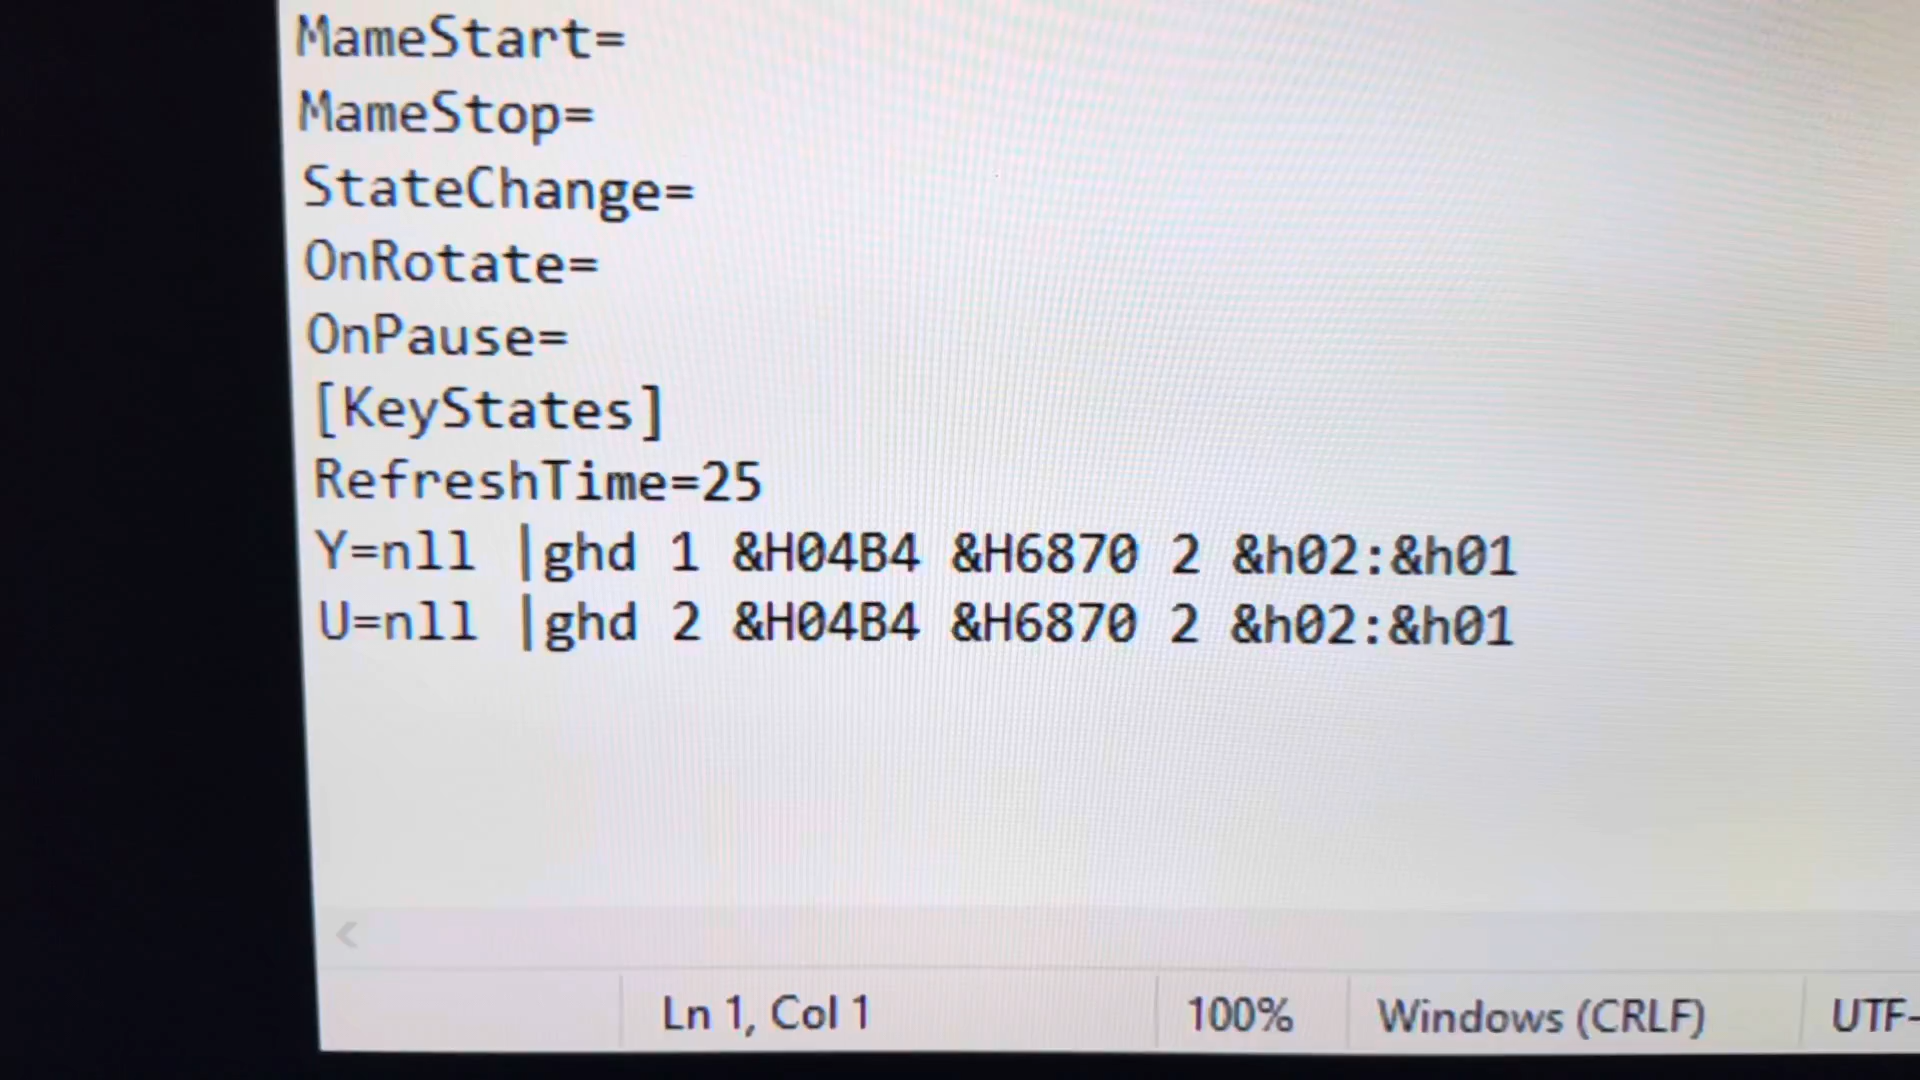 MameStart=
MameStop=
StateChange=
OnRotate=
OnPause=
[KeyStates]
RefreshTime=25
Y=nll |ghd 1 &H04B4 &H6870 2 &h02:&h01
U=nll |ghd 2 &H04B4 &H6870 2 &h02:&h01
Ln 1, Col 1 100% Windows (CRLF) UTF-